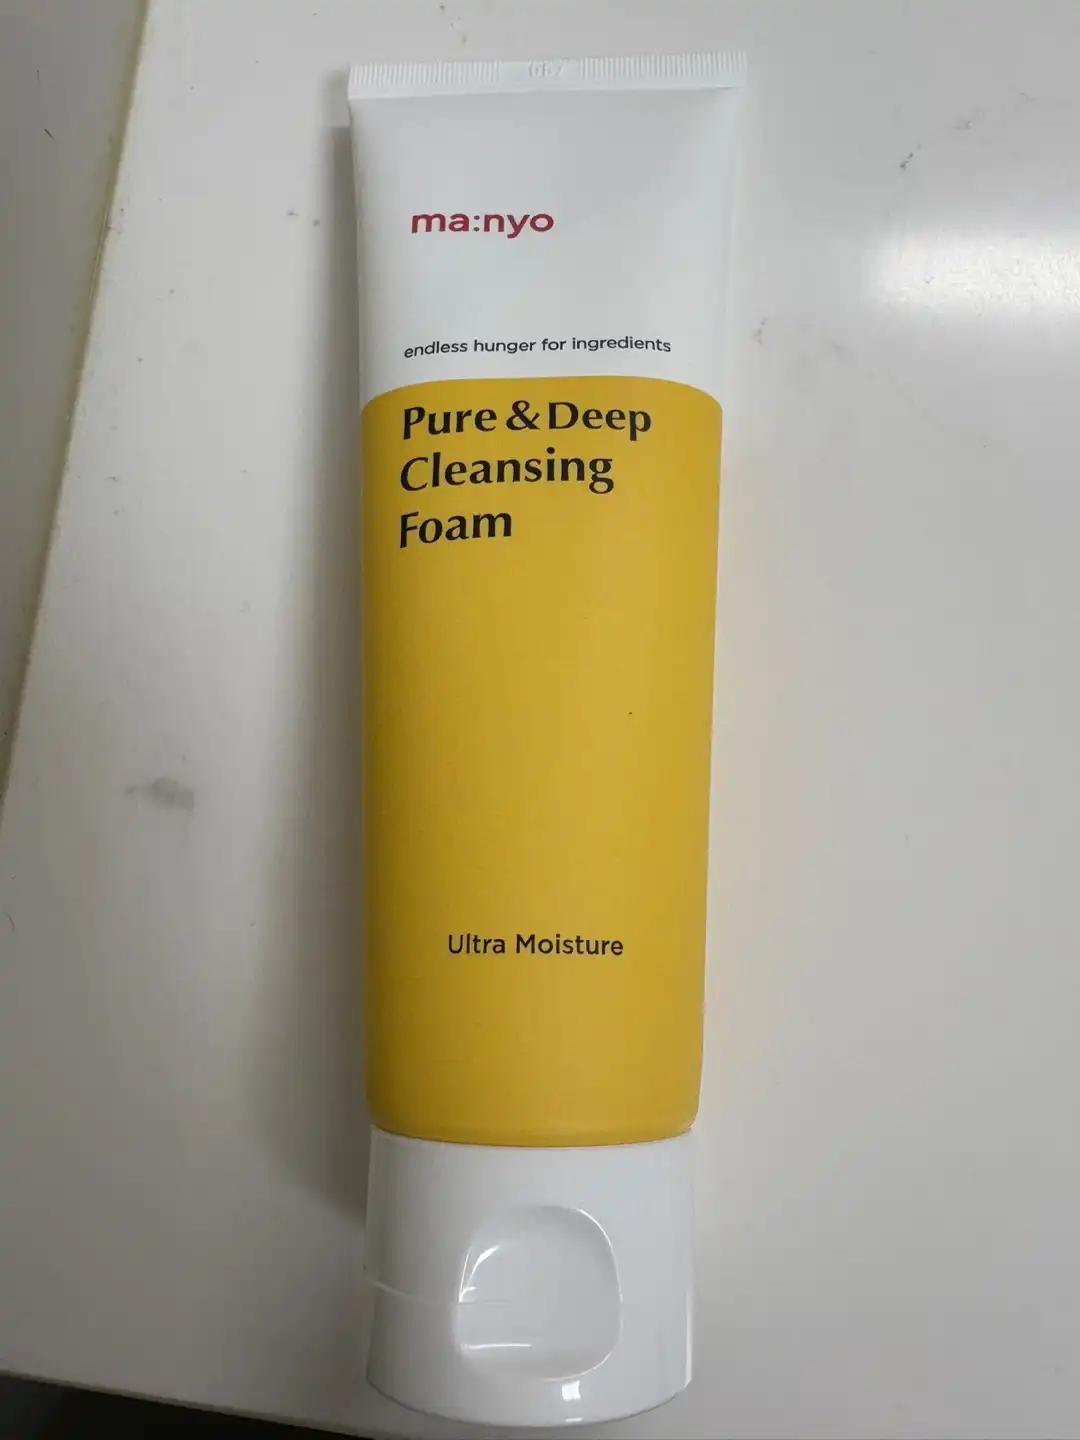 ma:nyo
endless hunger for ingredients
Pure & Deep
Cleansing
Foam
Ultra Moisture